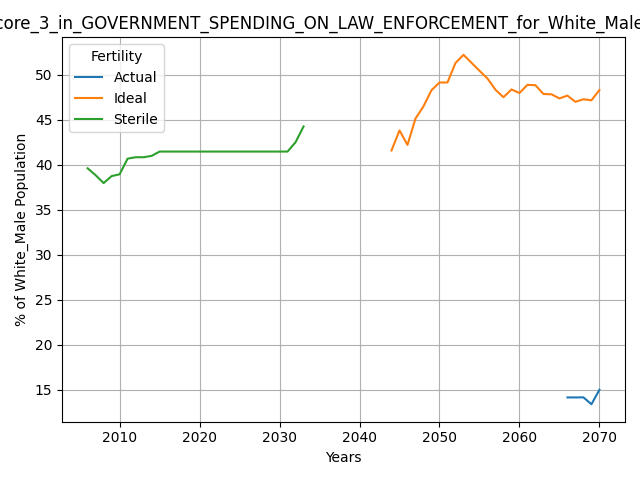 core_3_in_GOVERNMENT_SPENDING_ON_LAW_ENFORCEMENT_for_White_Male
Fertility
Actual
Ideal
Sterile
% of White_Male Population
50
45
40
35
30
25
20
15
2010 2020 2030 2040 2050 2060 2070
Years